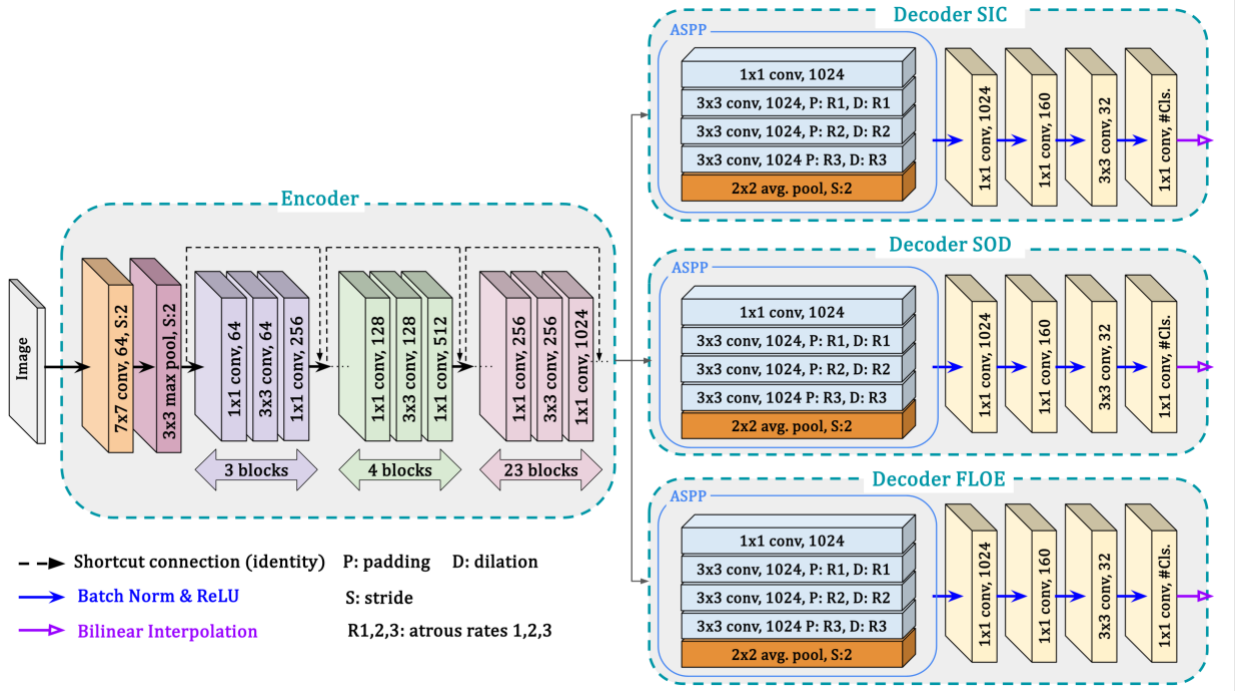 Encoder
Image
7x7 conv, 64, S:2
3x3 max pool, S:2
1x1 conv, 64
3x3 conv, 64
1x1 conv, 256
3 blocks
1x1 conv, 128
3x3 conv, 128
1x1 conv, 512
4 blocks
1x1 conv, 256
3x3 conv, 256
1x1 conv, 1024
23 blocks
Decoder SIC
ASPP
1x1 conv, 1024
3x3 conv, 1024, P: R1, D: R1
3x3 conv, 1024, P: R2, D: R2
3x3 conv, 1024 P: R3, D: R3
2x2 avg. pool, S:2
1x1 conv, 1024
1x1 conv, 160
3x3 conv, 32
1x1 conv, #Cls.
Decoder SOD
ASPP
1x1 conv, 1024
3x3 conv, 1024, P: R1, D: R1
3x3 conv, 1024, P: R2, D: R2
3x3 conv, 1024 P: R3, D: R3
2x2 avg. pool, S:2
1x1 conv, 1024
1x1 conv, 160
3x3 conv, 32
1x1 conv, #Cls.
Decoder FLOE
ASPP
1x1 conv, 1024
3x3 conv, 1024, P: R1, D: R1
3x3 conv, 1024, P: R2, D: R2
3x3 conv, 1024 P: R3, D: R3
2x2 avg. pool, S:2
1x1 conv, 1024
1x1 conv, 160
3x3 conv, 32
1x1 conv, #Cls.
Shortcut connection (identity) P: padding D: dilation
Batch Norm & ReLU S: stride
Bilinear Interpolation R1,2,3: atrous rates 1,2,3